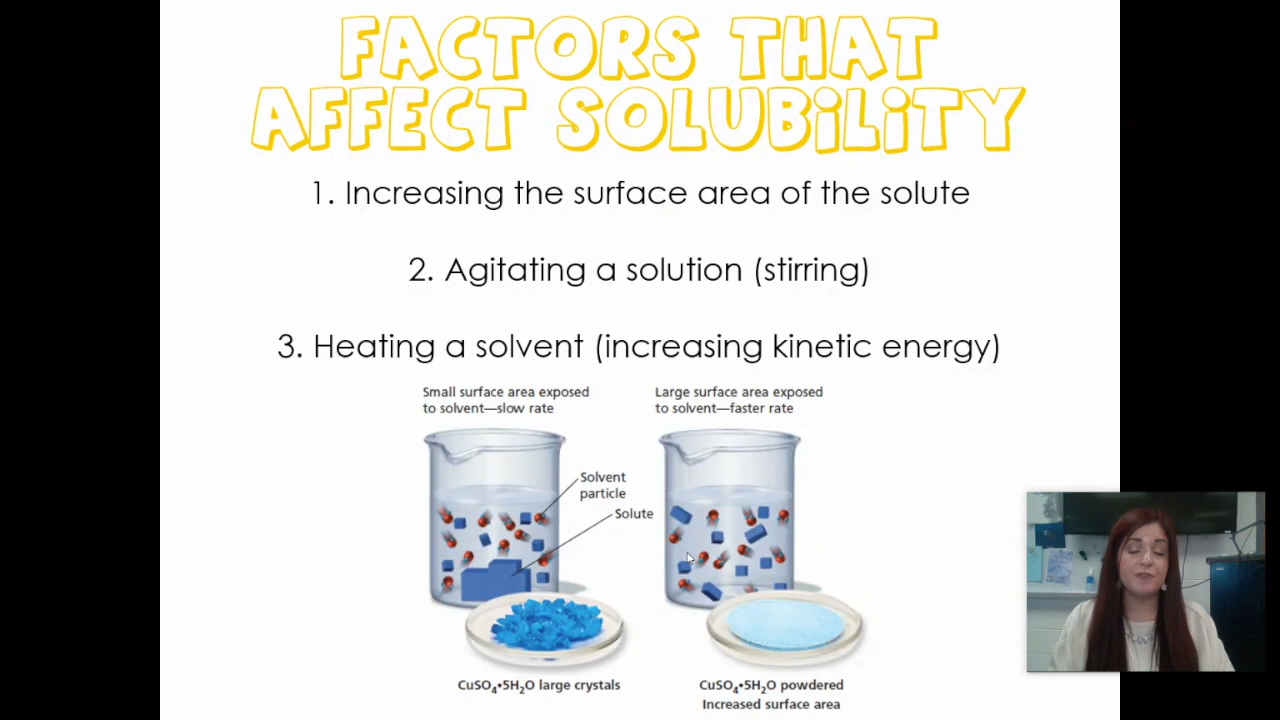 FACTORS THAT
AFFECT SOLUBILITY
1. Increasing the surface area of the solute
2. Agitating a solution (stirring)
3. Heating a solvent (increasing kinetic energy)
Small surface area exposed
to solvent—slow rate
Large surface area exposed
to solvent—faster rate
Solvent
particle
Solute
CuSO₄•5H₂O large crystals
CuSO₄•5H₂O powdered
Increased surface area